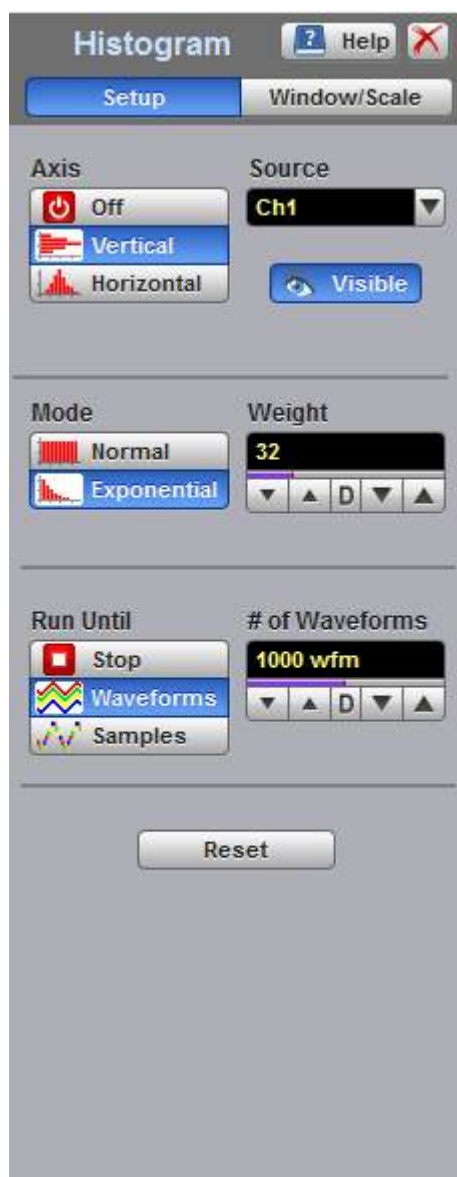 Histogram
? Help
Setup Window/Scale
Axis Source
Off Ch1
Vertical
Horizontal Visible
Mode Weight
Normal 32
Exponential D
Run Until # of Waveforms
Stop 1000 wfm
Waveforms D
Samples
Reset